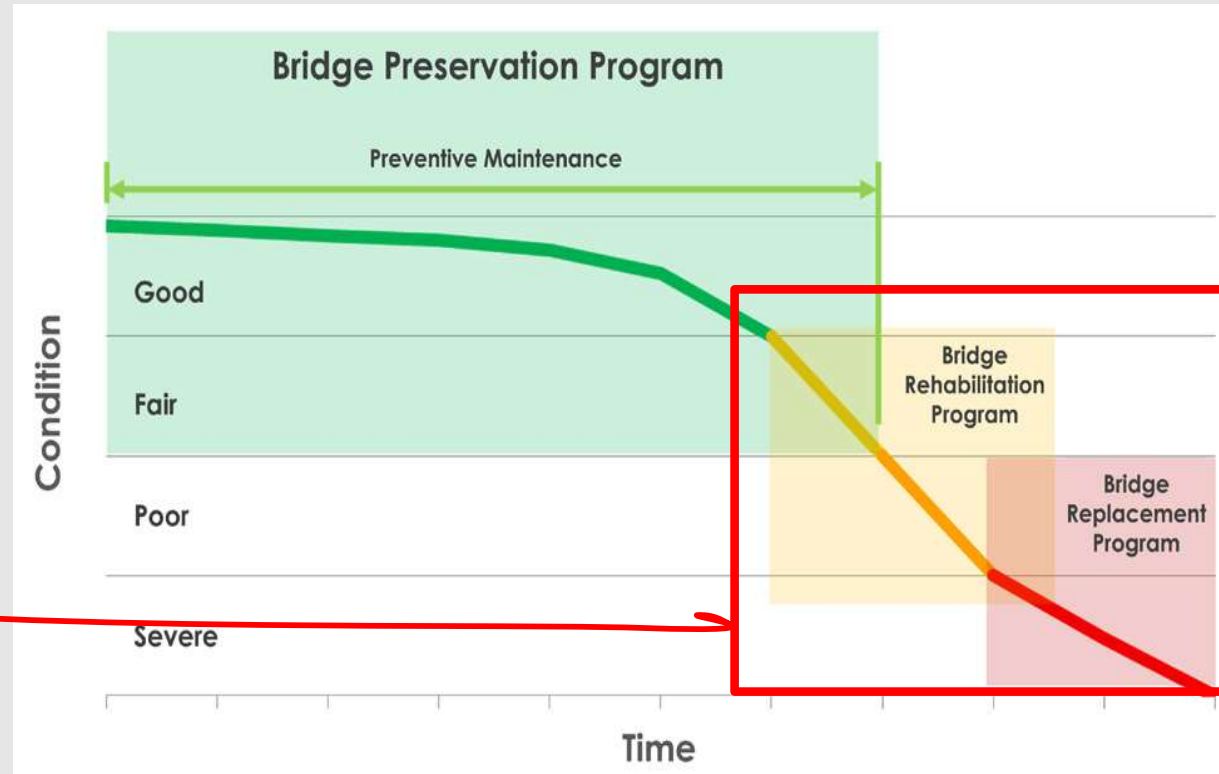 Bridge Preservation Program
Preventive Maintenance
Good
Fair
Poor
Severe
Condition
Bridge
Rehabilitation
Program
Bridge
Replacement
Program
Time